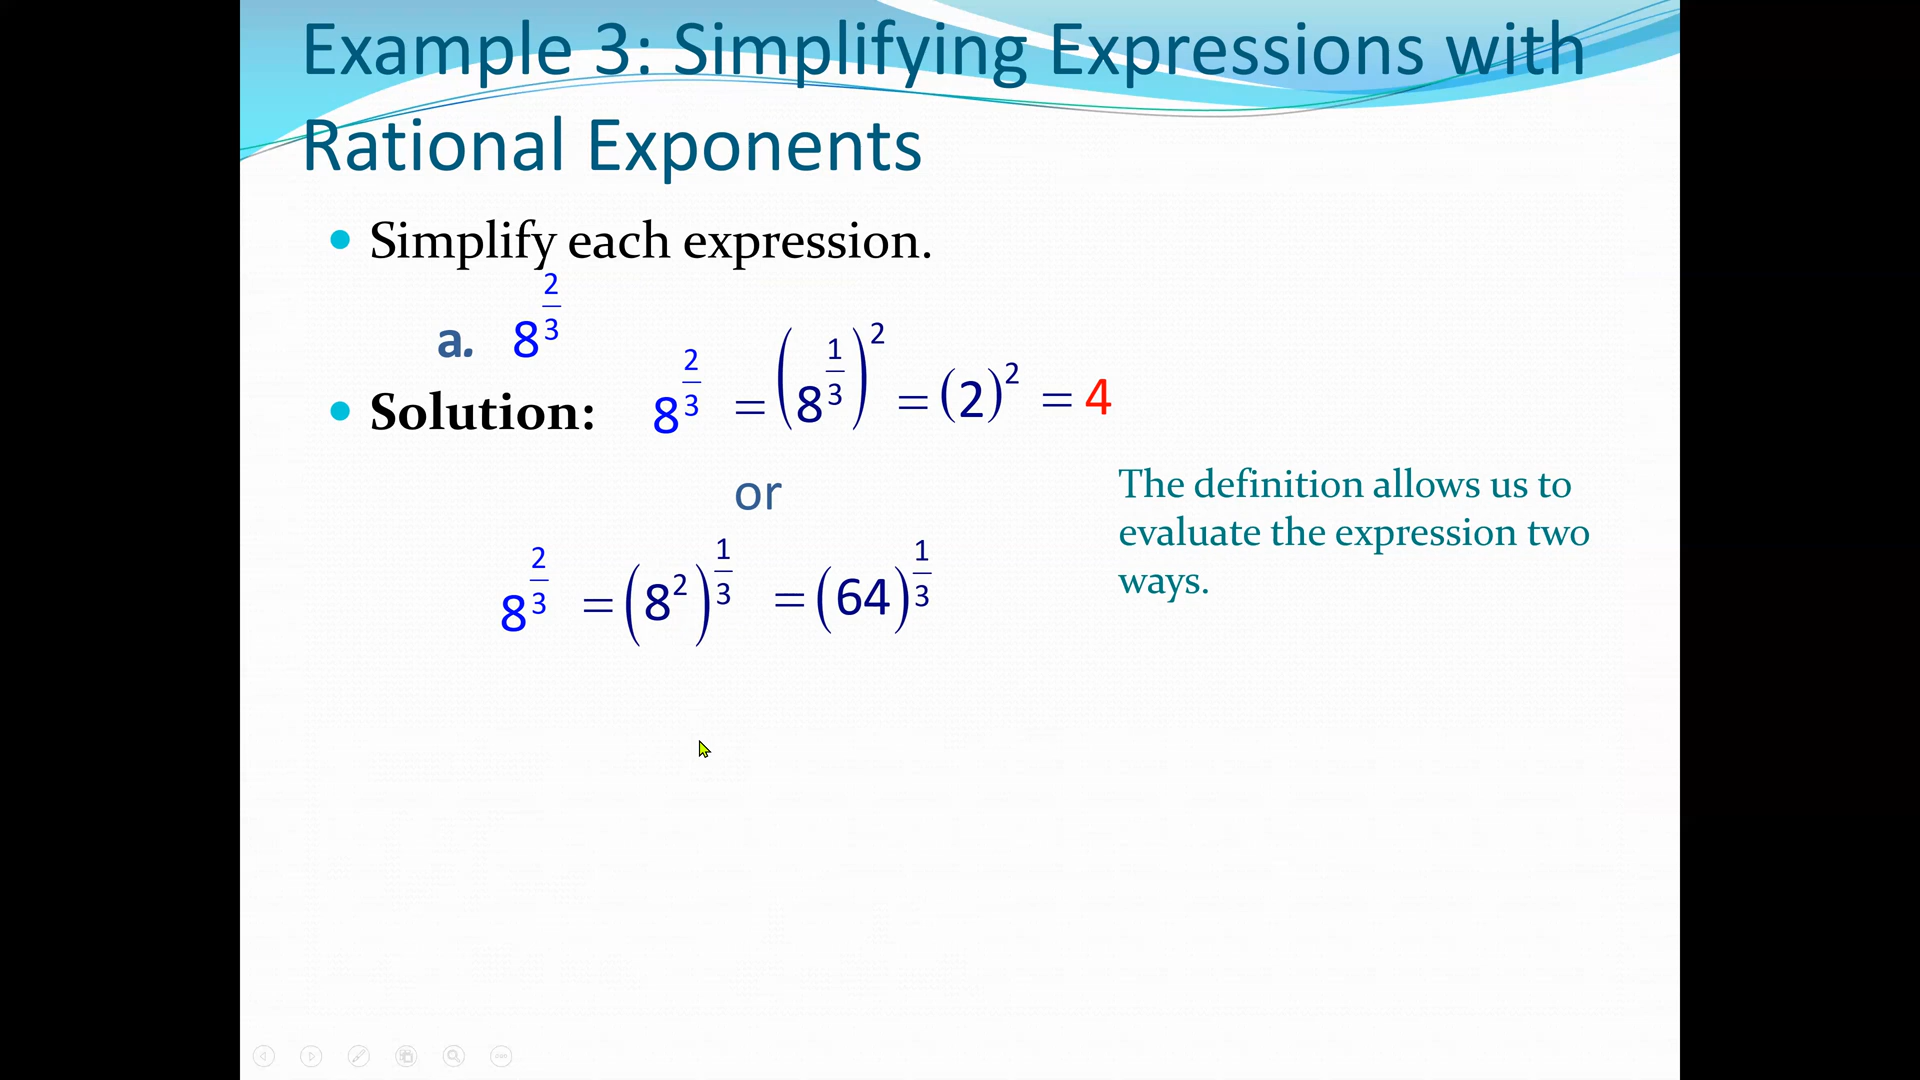 Example 3: Simplifying Expressions with
Rational Exponents
• Simplify each expression.
a. 8^(2/3)
• Solution: 8^(2/3) = (8^(1/3))^2 = (2)^2 = 4
or
The definition allows us to
evaluate the expression two
ways.
8^(2/3) = (8^2)^(1/3) = (64)^(1/3)